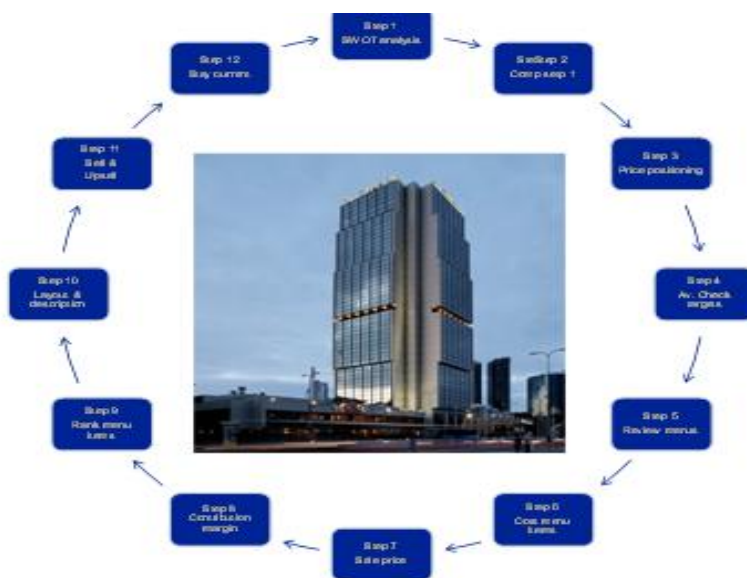 Step 1
SWOT analysis
Step 2
Step 3
Price positioning
Step 4
Av. Check
targets
Step 5
Review menus
Step 6
Cost menu
items
Step 7
Sale price
Step 8
Contribution
margin
Step 9
Rank menu
items
Step 10
Layout &
description
Step 11
Sell &
Upsell
Step 12
Stay current